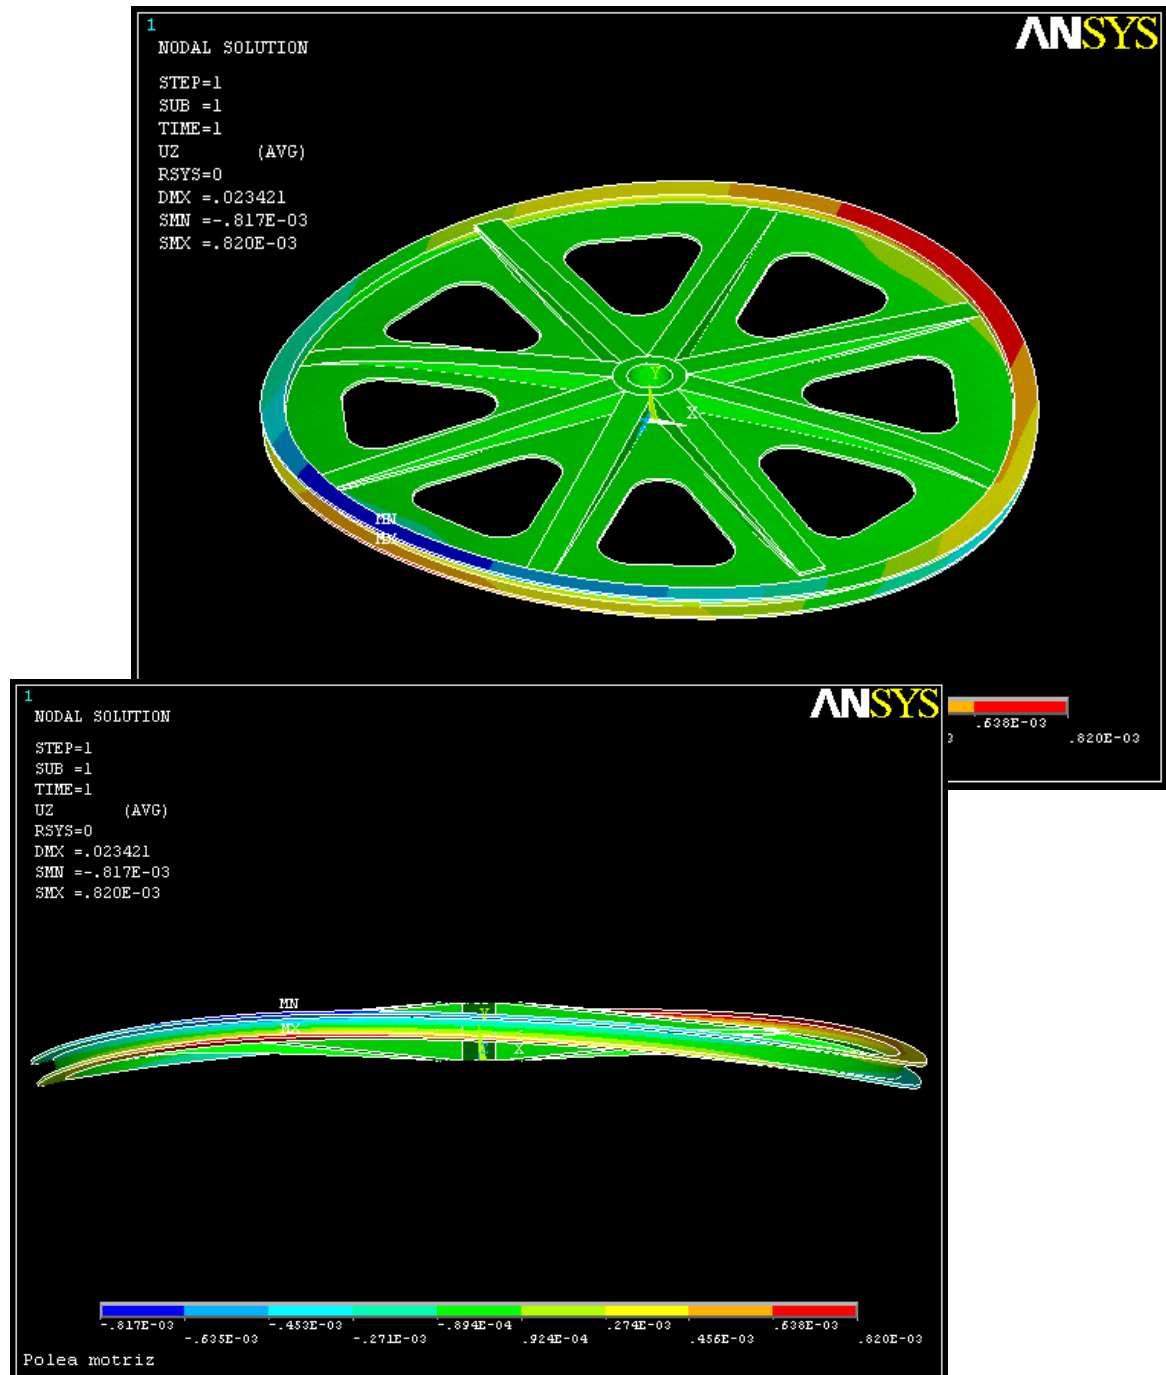 1
ANSYS
NODAL SOLUTION
STEP=1
SUB =1
TIME=1
UZ (AVG)
RSYS=0
DMX =.023421
SMN =-.817E-03
SMX =.820E-03
Y
X
MN
MX
.638E-03
3
.820E-03
1
ANSYS
NODAL SOLUTION
STEP=1
SUB =1
TIME=1
UZ (AVG)
RSYS=0
DMX =.023421
SMN =-.817E-03
SMX =.820E-03
MN
Y
MX
Z X
-.817E-03 -.453E-03 -.894E-04 .274E-03 .638E-03
-.635E-03 -.271E-03 .924E-04 .456E-03 .820E-03
Polea motriz